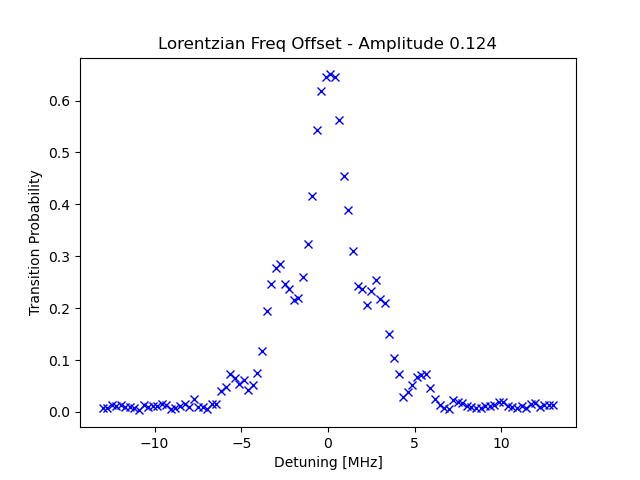 Lorentzian Freq Offset - Amplitude 0.124
Transition Probability
0.6
0.5
0.4
0.3
0.2
0.1
0.0
−10 −5 0 5 10
Detuning [MHz]